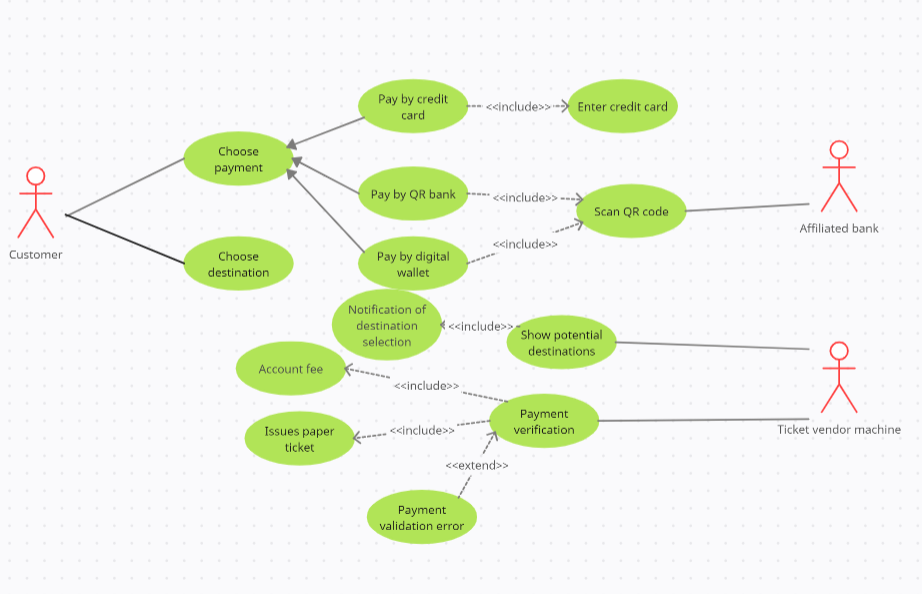 Pay by credit
card
<<include>>
Enter credit card
Choose
payment
Pay by QR bank
<<include>>
Scan QR code
Affiliated bank
Customer
Choose
destination
Pay by digital
wallet
<<include>>
Notification of
destination
selection
<<include>>
Show potential
destinations
Account fee
<<include>>
Payment
verification
Ticket vendor machine
Issues paper
ticket
<<include>>
<<extend>>
Payment
validation error